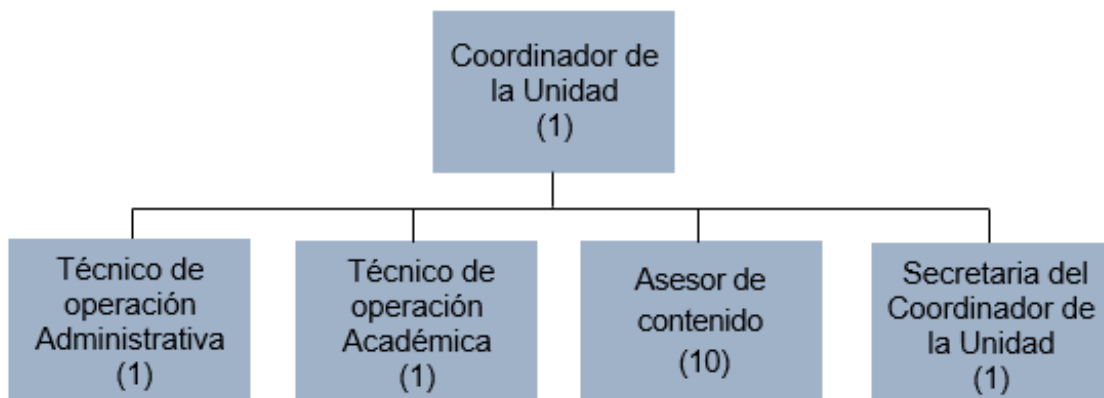 Coordinador de
la Unidad
(1)
Técnico de
operación
Administrativa
(1)
Técnico de
operación
Académica
(1)
Asesor de
contenido
(10)
Secretaria del
Coordinador de
la Unidad
(1)